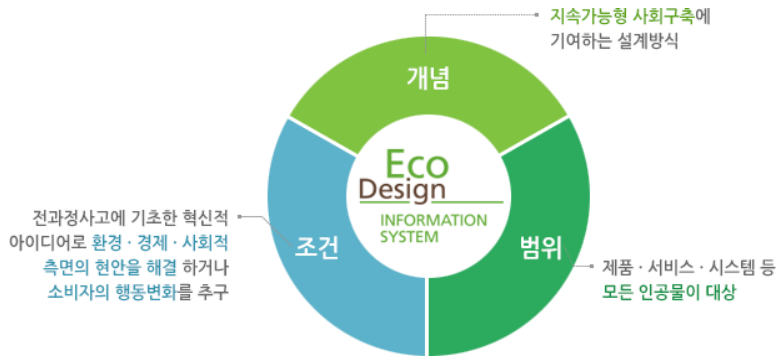 지속가능형 사회구축에
기여하는 설계방식
개념
Eco
Design
INFORMATION
SYSTEM
전과정사고에 기초한 혁신적
아이디어로 환경 · 경제 · 사회적
측면의 현안을 해결 하거나
소비자의 행동변화를 추구
조건
범위
제품 · 서비스 · 시스템 등
모든 인공물이 대상